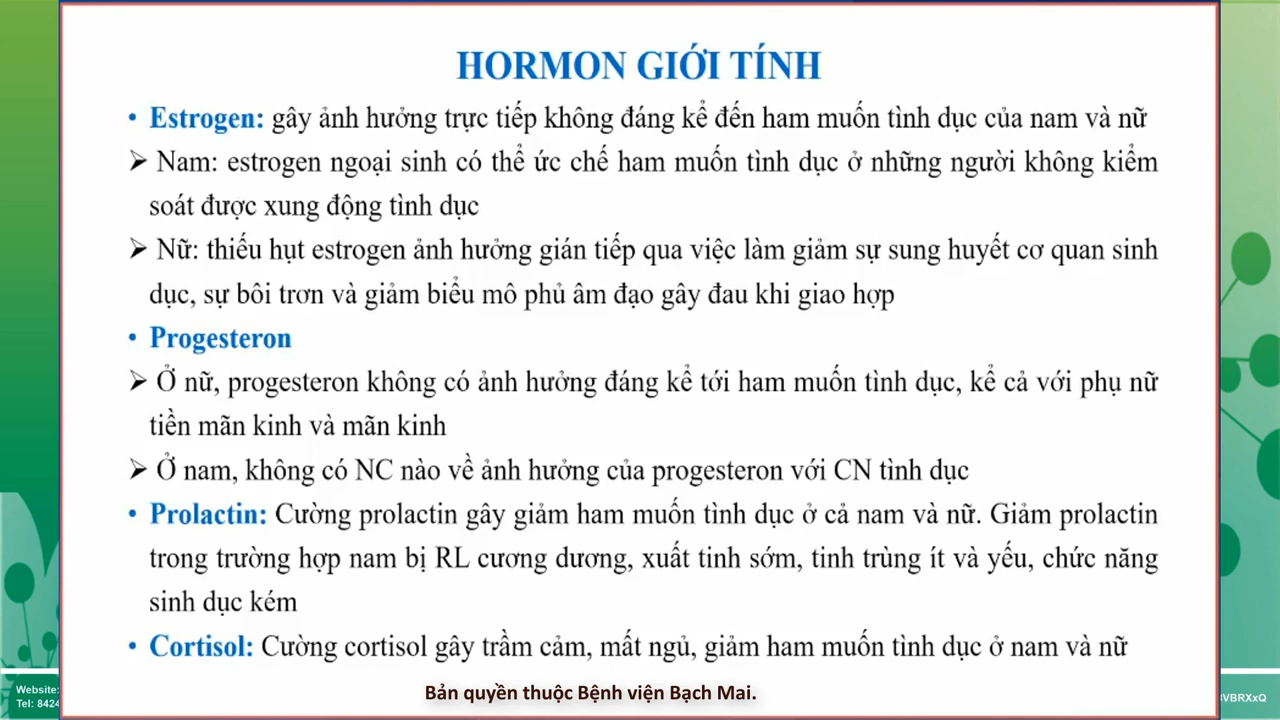 HORMON GIỚI TÍNH
• Estrogen: gây ảnh hưởng trực tiếp không đáng kể đến ham muốn tình dục của nam và nữ
➢ Nam: estrogen ngoại sinh có thể ức chế ham muốn tình dục ở những người không kiểm
soát được xung động tình dục
➢ Nữ: thiếu hụt estrogen ảnh hưởng gián tiếp qua việc làm giảm sự sung huyết cơ quan sinh
dục, sự bôi trơn và giảm biểu mô phủ âm đạo gây đau khi giao hợp
• Progesteron
➢ Ở nữ, progesteron không có ảnh hưởng đáng kể tới ham muốn tình dục, kể cả với phụ nữ
tiền mãn kinh và mãn kinh
➢ Ở nam, không có NC nào về ảnh hưởng của progesteron với CN tình dục
• Prolactin: Cường prolactin gây giảm ham muốn tình dục ở cả nam và nữ. Giảm prolactin
trong trường hợp nam bị RL cương dương, xuất tinh sớm, tinh trùng ít và yếu, chức năng
sinh dục kém
• Cortisol: Cường cortisol gây trầm cảm, mất ngủ, giảm ham muốn tình dục ở nam và nữ
Website:
Tel: 8424
Bản quyền thuộc Bệnh viện Bạch Mai.
VBRXxQ